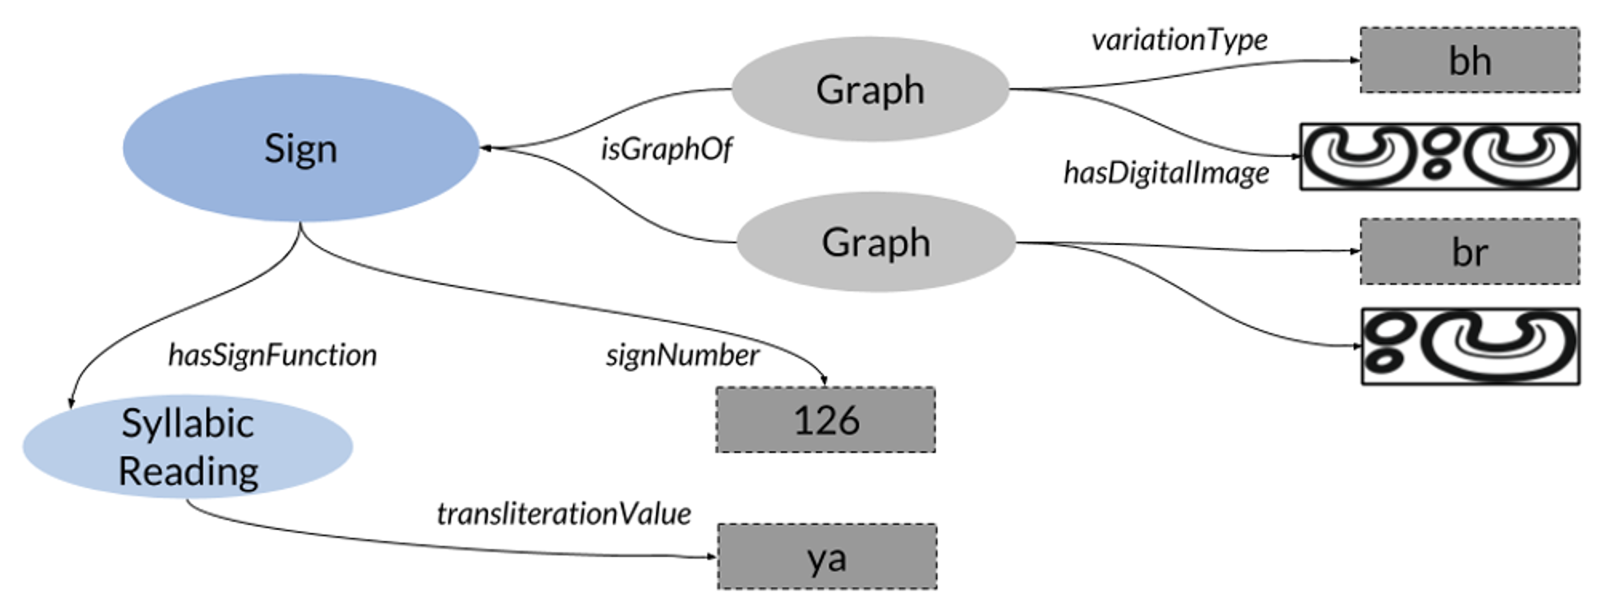 variationType
bh
Graph
Sign
isGraphOf
hasDigitalImage
Graph
br
hasSignFunction
signNumber
126
Syllabic
Reading
transliterationValue
ya